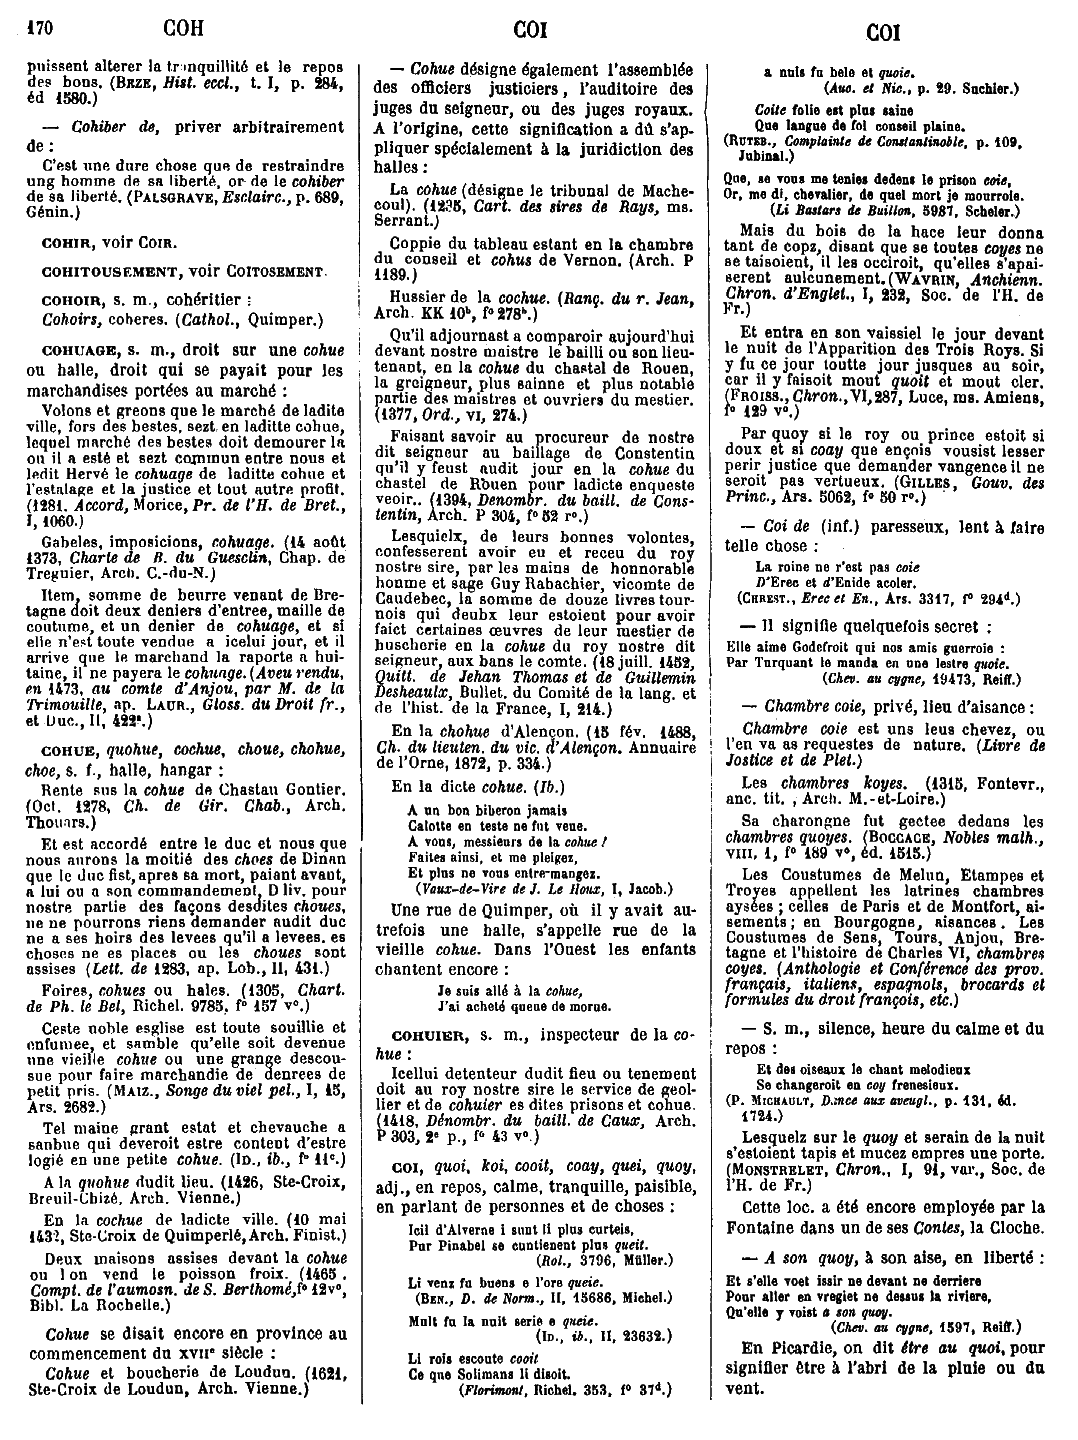 170 COH COI COI
puissent alterer la tranquillité et le repos
des bons. (BEZE, Hist. eccl., t. I, p. 284,
éd 1580.)
— Cohiber de, priver arbitrairement
de :
C'est une dure chose que de restraindre
ung homme de sa liberté, or de le cohiber
de sa liberté. (PALSGRAVE, Esclairc., p. 689,
Génin.)
COHIR, voir COIR.
COHITOUSEMENT, voir COITOSEMENT.
COHOIR, s. m., cohéritier :
Cohoirs, coheres. (Cathol., Quimper.)
COHUAGE, s. m., droit sur une cohue
ou halle, droit qui se payait pour les
marchandises portées au marché :
Volons et greons que le marché de ladite
ville, fors des bestes, sezt en laditte cohue,
lequel marché des bestes doit demourer la
ou il a esté et sezt commun entre nous et
ledit Hervé le cohuage de laditte cohue et
l'estalage et la justice et tout autre profit.
(1281. Accord, Morice, Pr. de l'H. de Bret.,
I, 1060.)
Gabeles, imposicions, cohuage. (14 août
1373, Charte de B. du Guesclin, Chap. de
Treguier, Arch. C.-du-N.)
Item, somme de beurre venant de Bre-
tagne doit deux deniers d'entree, maille de
coutume, et un denier de cohuage, et si
elle n'est toute vendue a icelui jour, et il
arrive que le marchand la raporte a hui-
taine, il ne payera le cohuage. (Aveu rendu,
en 1473, au comte d'Anjou, par M. de la
Trimouille, ap. LAUR., Gloss. du Droit fr.,
et Duc., II, 422ª.)
COHUE, quohue, cochue, choue, chohue,
choe, s. f., halle, hangar :
Rente sus la cohue de Chastau Gontier.
(Oct. 1278, Ch. de Gir. Chab., Arch.
Thouars.)
Et est accordé entre le duc et nous que
nous aurons la moitié des choes de Dinan
que le duc fist, apres sa mort, paiant avant,
a lui ou a son commandement, D liv. pour
nostre partie des façons desdites choues,
ne ne pourrons riens demander audit duc
ne a ses hoirs des levees qu'il a levees. es
choses ne es places ou les choues sont
assises (Lett. de 1283, ap. Lob., II, 431.)
Foires, cohues ou hales. (1305, Chart.
de Ph. le Bel, Richel. 9785, fº 157 vº.)
Ceste noble esglise est toute souillie et
enfumee, et samble qu'elle soit devenue
une vieille cohue ou une grange descou-
sue pour faire marchandie de denrees de
petit pris. (MAIZ., Songe du viel pel., I, 15,
Ars. 2682.)
Tel maine grant estat et chevauche a
sanbue qui deveroit estre content d'estre
logié en une petite cohue. (ID., ib., fº 11ᶜ.)
A la quohue dudit lieu. (1426, Ste-Croix,
Breuil-Chizé, Arch. Vienne.)
En la cochue de ladicte ville. (10 mai
1432, Ste-Croix de Quimperlé, Arch. Finist.)
Deux maisons assises devant la cohue
ou lon vend le poisson froix. (1465.
Compt. de l'aumosn. de S. Berthomé, fº 12vº,
Bibl. La Rochelle.)
Cohue se disait encore en province au
commencement du XVIIᵉ siècle :
Cohue et boucherie de Loudun. (1621,
Ste-Croix de Loudun, Arch. Vienne.)
— Cohue désigne également l'assemblée
des officiers justiciers, l'auditoire des
juges du seigneur, ou des juges royaux.
A l'origine, cette signification a dû s'ap-
pliquer spécialement à la juridiction des
halles :
La cohue (désigne le tribunal de Mache-
coul). (1235, Cart. des sires de Rays, ms.
Serrant.)
Coppie du tableau estant en la chambre
du conseil et cohus de Vernon. (Arch. P
1189.)
Hussier de la cochue. (Ranç. du r. Jean,
Arch. KK 10ᵇ, fº 278ᵇ.)
Qu'il adjournast a comparoir aujourd'hui
devant nostre maistre le bailli ou son lieu-
tenant, en la cohue du chastel de Rouen,
la greigneur, plus sainne et plus notable
partie des maistres et ouvriers du mestier.
(1377, Ord., VI, 274.)
Faisant savoir au procureur de nostre
dit seigneur au bailliage de Constentin
qu'il y feust audit jour en la cohue du
chastel de Rouen pour ladicte enqueste
veoir.. (1394, Denombr. du baill. de Cons-
tentin, Arch. P 304, fº 52 rº.)
Lesquielx, de leurs bonnes volontes,
confesserent avoir eu et receu du roy
nostre sire, par les mains de honnorable
homme et sage Guy Rabachier, vicomte de
Caudebec, la somme de douze livres tour-
nois qui deubx leur estoient pour avoir
faict certaines œuvres de leur mestier de
huscherie en la cohue du roy nostre dit
seigneur, aux bans le comte. (18 juill. 1452,
Quitt. de Jehan Thomas et de Guillemin
Desheaulx, Bullet. du Comité de la lang. et
de l'hist. de la France, I, 214.)
En la chohue d'Alençon. (15 fév. 1488,
Ch. du lieuten. du vic. d'Alençon. Annuaire
de l'Orne, 1872, p. 334.)
En la dicte cohue. (Ib.)
A un bon biberon jamais
Calotte en teste ne fut veue.
A vous, messieurs de la cohue !
Faites ainsi, et me pleigez,
Et plus ne vous entre-mangez.
(Vaux-de-Vire de J. Le Houx, I, Jacob.)
Une rue de Quimper, où il y avait au-
trefois une halle, s'appelle rue de la
vieille cohue. Dans l'Ouest les enfants
chantent encore :
Je suis allé à la cohue,
J'ai acheté queue de morue.
COHUIER, s. m., inspecteur de la co-
hue :
Icellui detenteur dudit fieu ou tenement
doit au roy nostre sire le service de geol-
lier et de cohuier es dites prisons et cohue.
(1418, Dénombr. du baill. de Caux, Arch.
P 303, 2ᵉ p., fº 43 vº.)
COI, quoi, koi, cooit, coay, quei, quoy,
adj., en repos, calme, tranquille, paisible,
en parlant de personnes et de choses :
Icil d'Alverne i sunt li plus curteis,
Pur Pinabel se cuntienent plus queit.
(Rol., 3796, Müller.)
Li venz fu buens e l'ore queie.
(BEN., D. de Norm., II, 15686, Michel.)
Mult fu la nuit serie e queie.
(ID., ib., II, 23632.)
Li rois escoute cooit
Ce que Solimans li disoit.
(Florimont, Richel. 353, fº 37ᵈ.)
a nuis fu bele et quoie.
(Auc. et Nic., p. 29. Suchier.)
Coite folie est plus saine
Que langue de fol conseil plaine.
(RUTEB., Complainte de Constantinoble, p. 109,
Jubinal.)
Que, se vous me tenies dedens le prison coie,
Or, me di, chevalier, de quel mort je mourroie.
(Li Bastars de Buillon, 5987, Scheler.)
Mais du bois de la hace leur donna
tant de copz, disant que se toutes coyes ne
se taisoient, il les occiroit, qu'elles s'apai-
serent aulcunement. (WAVRIN, Anchienn.
Chron. d'Englet., I, 232, Soc. de l'H. de
Fr.)
Et entra en son vaissiel le jour devant
le nuit de l'Apparition des Trois Roys. Si
y fu ce jour toutte jour jusques au soir,
car il y faisoit mout quoit et mout cler.
(FROISS., Chron., VI, 287, Luce, ms. Amiens,
fº 129 vº.)
Par quoy si le roy ou prince estoit si
doux et si coay que ençois vousist lesser
perir justice que demander vangence il ne
seroit pas vertueux. (GILLES, Gouv. des
Princ., Ars. 5062, fº 50 rº.)
— Coi de (inf.) paresseux, lent à faire
telle chose :
La roine ne r'est pas coie
D'Erec et d'Enide acoler.
(CHREST., Erec et En., Ars. 3317, fº 294ᵈ.)
— Il signifie quelquefois secret :
Elle aime Godefroit qui nos amis guerroie :
Par Turquant le manda en une lestre quoie.
(Chev. au cygne, 19473, Reiff.)
— Chambre coie, privé, lieu d'aisance :
Chambre coie est uns leus chevez, ou
l'en va as requestes de nature. (Livre de
Jostice et de Plet.)
Les chambres koyes. (1315, Fontevr.,
anc. tit. , Arch. M.-et-Loire.)
Sa charongne fut gectee dedans les
chambres quoyes. (BOCCACE, Nobles malh.,
VIII, 1, fº 189 vº, éd. 1515.)
Les Coustumes de Melun, Etampes et
Troyes appellent les latrines chambres
aysées ; celles de Paris et de Montfort, ai-
sements ; en Bourgogne, aisances. Les
Coustumes de Sens, Tours, Anjou, Bre-
tagne et l'histoire de Charles VI, chambres
coyes. (Anthologie et Conférence des prov.
français, italiens, espagnols, brocards et
formules du droit françois, etc.)
— S. m., silence, heure du calme et du
repos :
Et des oiseaux le chant melodieux
Se changeroit en coy frenesieux.
(P. MICHAULT, Dance aux aveugl., p. 131, éd.
1724.)
Lesquelz sur le quoy et serain de la nuit
s'estoient tapis et mucez empres une porte.
(MONSTRELET, Chron., I, 91, var., Soc. de
l'H. de Fr.)
Cette loc. a été encore employée par la
Fontaine dans un de ses Contes, la Cloche.
— A son quoy, à son aise, en liberté :
Et s'elle voet issir ne devant ne derriere
Pour aller en vregiet ne dessus la riviere,
Qu'elle y voist a son quoy.
(Chev. au cygne, 1597, Reiff.)
En Picardie, on dit être au quoi, pour
signifier être à l'abri de la pluie ou du
vent.